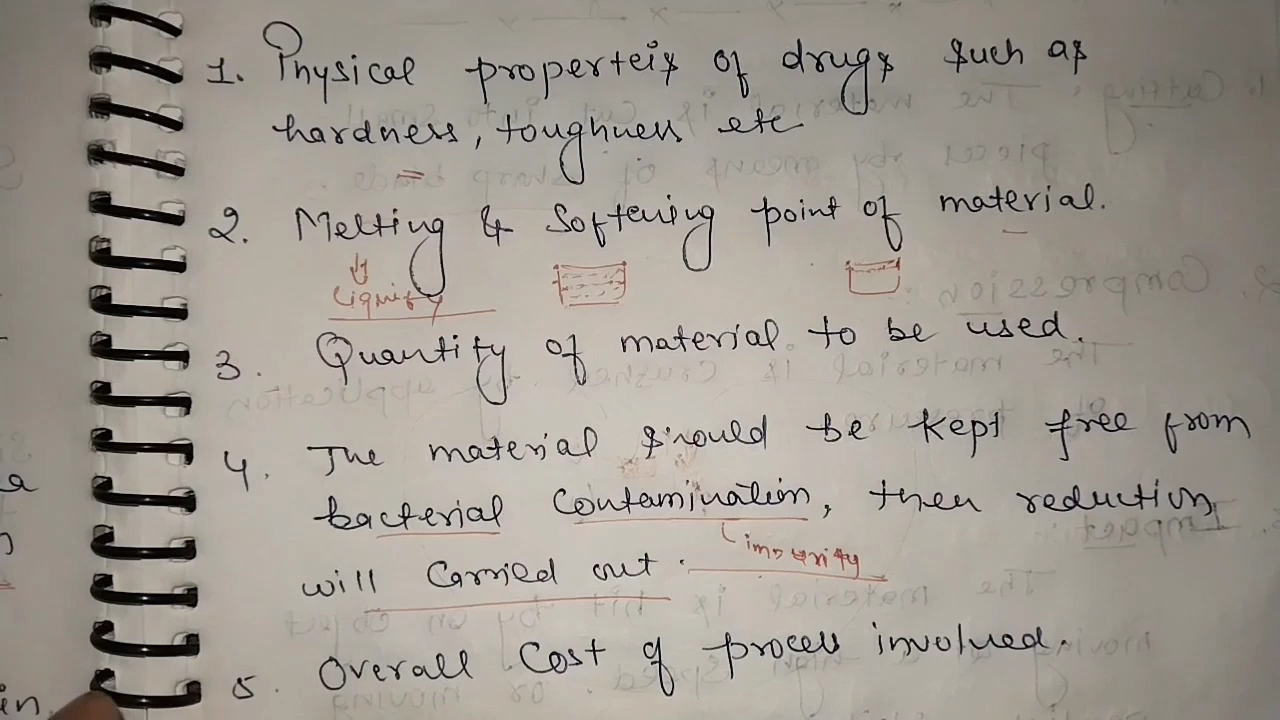 1. Physical properteis of drugs such as
hardness, toughness etc
2. Melting & Softening point of material.
liquify
3. Quantity of material to be used.
4. The material should be kept free from
bacterial Contamination, then reduction
impurity
will Carried out.
5. Overall Cost of process involved.